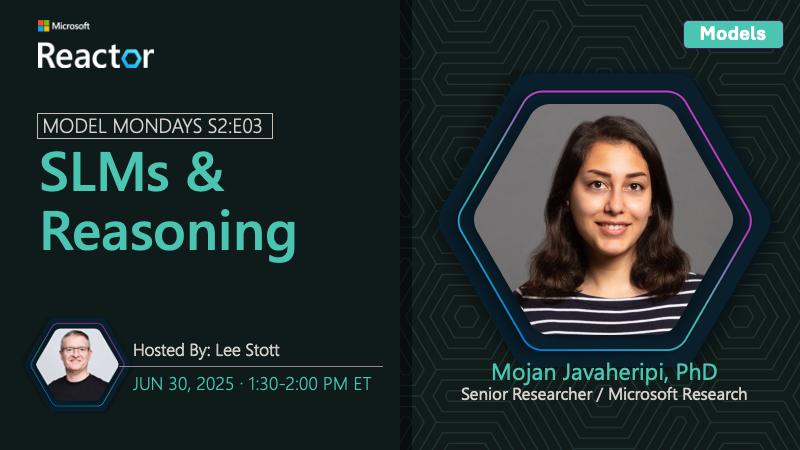 Microsoft
Reactor
Models
MODEL MONDAYS S2:E03
SLMs &
Reasoning
Hosted By: Lee Stott
JUN 30, 2025 · 1:30-2:00 PM ET
Mojan Javaheripi, PhD
Senior Researcher / Microsoft Research